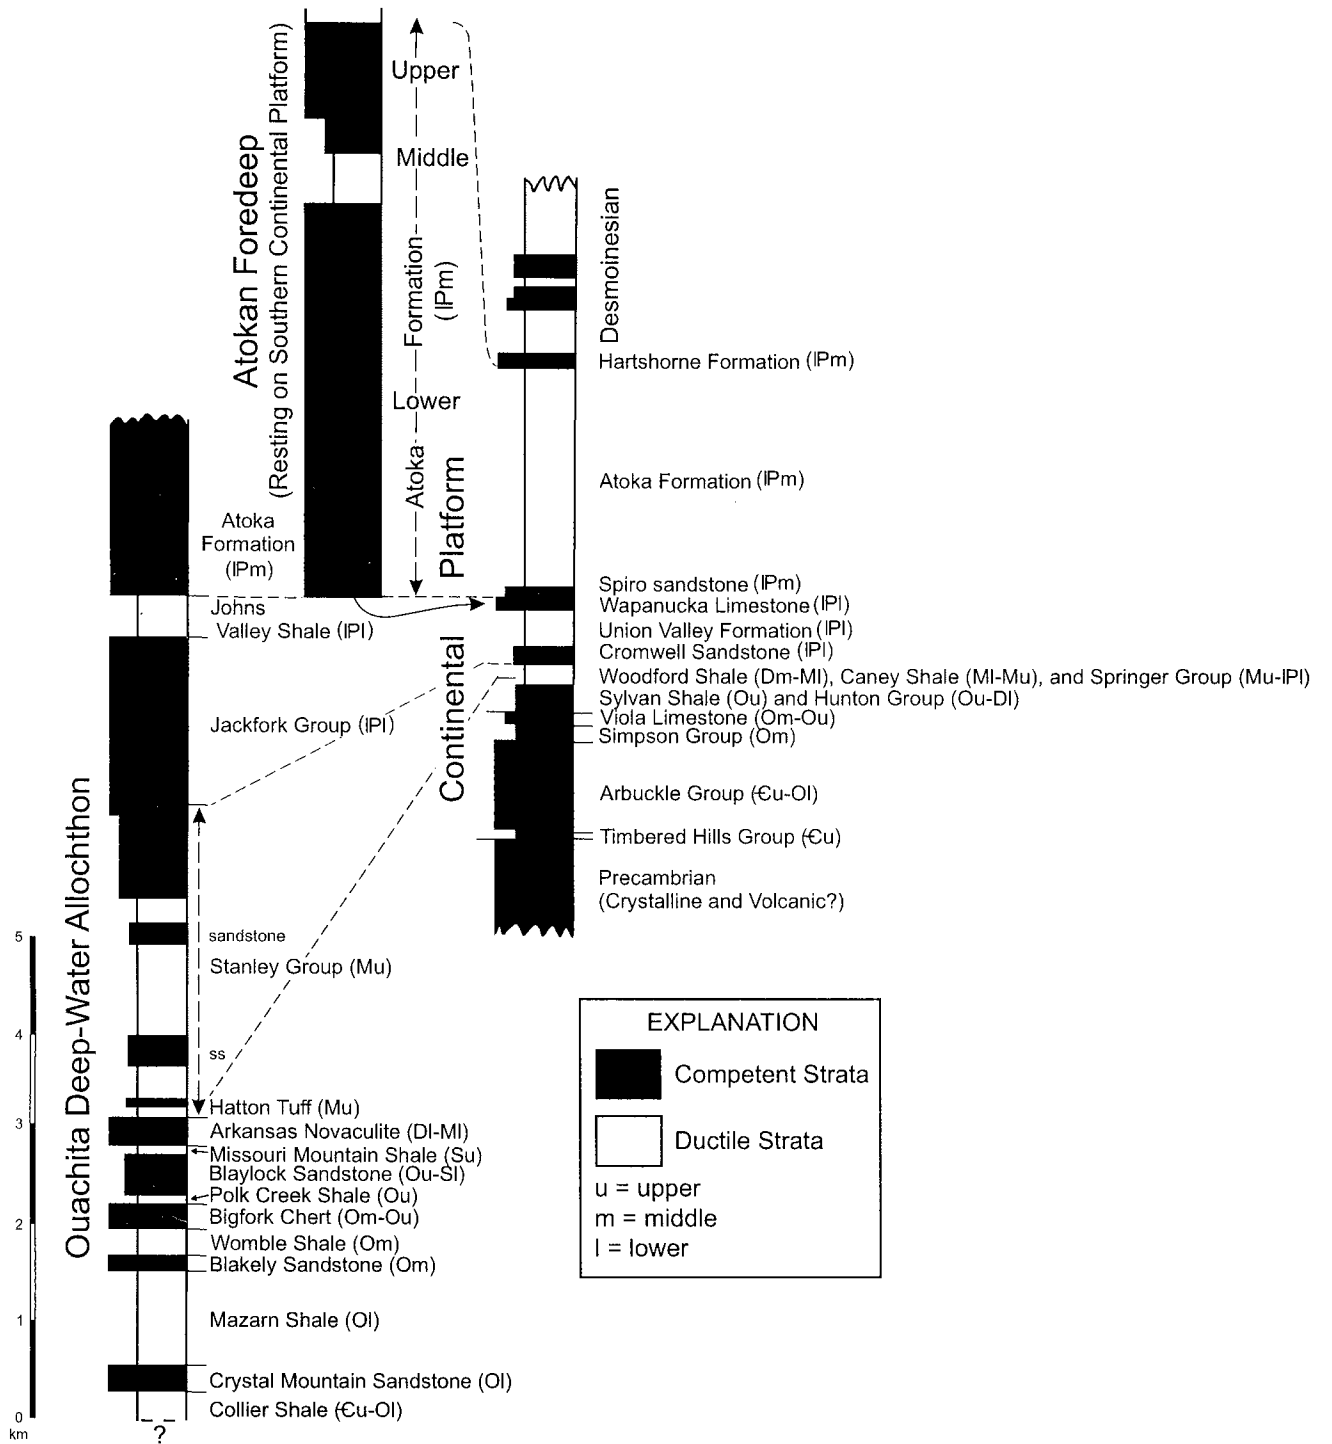 Atokan Foredeep
(Resting on Southern Continental Platform)
Upper
Middle
Lower
Atoka Formation
(IPm)
Continental Platform
Desmoinesian
Hartshorne Formation (IPm)
Atoka Formation (IPm)
Spiro sandstone (IPm)
Wapanucka Limestone (IPl)
Union Valley Formation (IPl)
Cromwell Sandstone (IPl)
Woodford Shale (Dm-Ml), Caney Shale (Ml-Mu), and Springer Group (Mu-IPl)
Sylvan Shale (Ou) and Hunton Group (Ou-Dl)
Viola Limestone (Om-Ou)
Simpson Group (Om)
Arbuckle Group (Єu-Ol)
Timbered Hills Group (Єu)
Precambrian
(Crystalline and Volcanic?)
Ouachita Deep-Water Allochthon
Atoka
Formation
(IPm)
Johns
Valley Shale (IPl)
Jackfork Group (IPl)
sandstone
Stanley Group (Mu)
ss
Hatton Tuff (Mu)
Arkansas Novaculite (Dl-Ml)
Missouri Mountain Shale (Su)
Blaylock Sandstone (Ou-Sl)
Polk Creek Shale (Ou)
Bigfork Chert (Om-Ou)
Womble Shale (Om)
Blakely Sandstone (Om)
Mazarn Shale (Ol)
Crystal Mountain Sandstone (Ol)
Collier Shale (Єu-Ol)
?
5
4
3
2
1
0
km
EXPLANATION
Competent Strata
Ductile Strata
u = upper
m = middle
l = lower